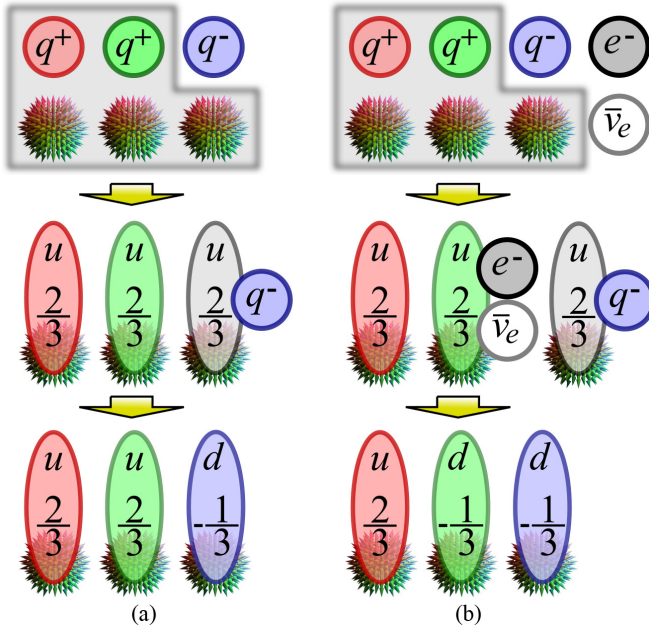 q⁺ q⁺ q⁻ q⁺ q⁺ q⁻ e⁻
v̄ₑ
u u u u u u
2/3 2/3 2/3 q⁻ 2/3 2/3 e⁻ v̄ₑ 2/3 q⁻
u u d u d d
2/3 2/3 -1/3 2/3 -1/3 -1/3
(a) (b)